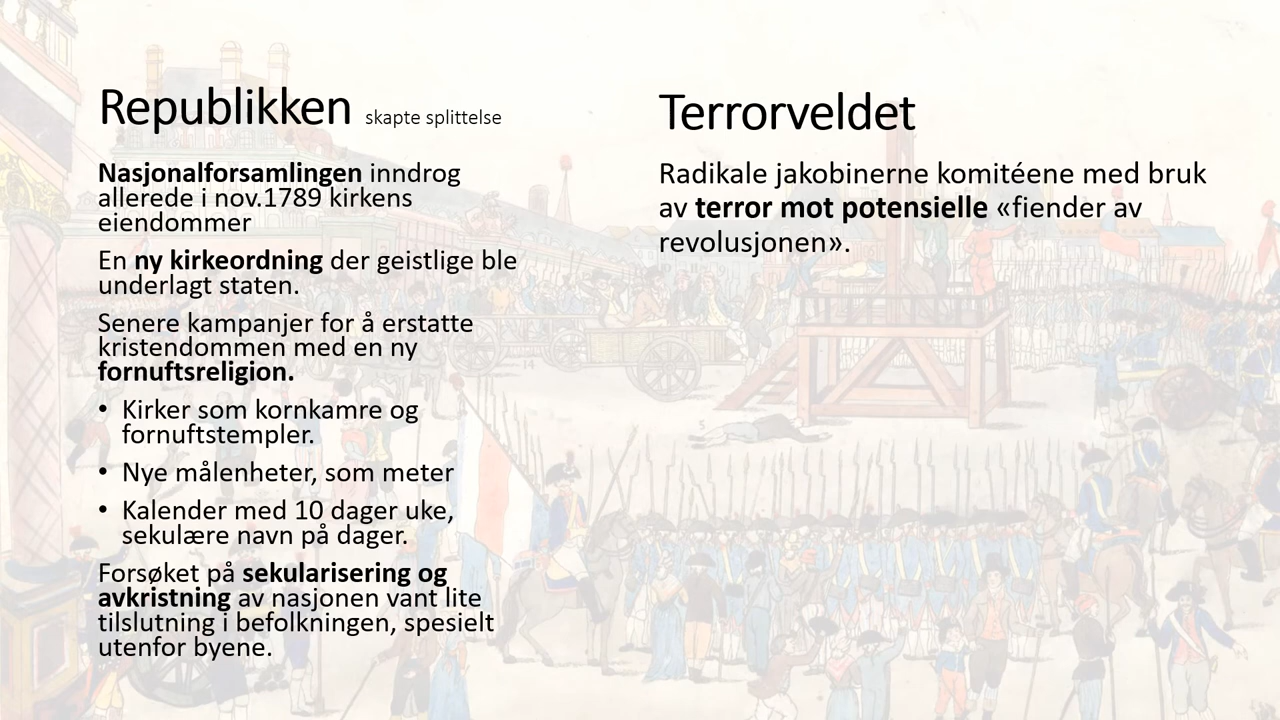 Republikken skapte splittelse
Nasjonalforsamlingen inndrog
allerede i nov.1789 kirkens
eiendommer
En ny kirkeordning der geistlige ble
underlagt staten.
Senere kampanjer for å erstatte
kristendommen med en ny
fornuftsreligion.
• Kirker som kornkamre og
fornuftstempler.
• Nye målenheter, som meter
• Kalender med 10 dager uke,
sekulære navn på dager.
Forsøket på sekularisering og
avkristning av nasjonen vant lite
tilslutning i befolkningen, spesielt
utenfor byene.
Terrorveldet
Radikale jakobinerne komitéene med bruk
av terror mot potensielle «fiender av
revolusjonen».